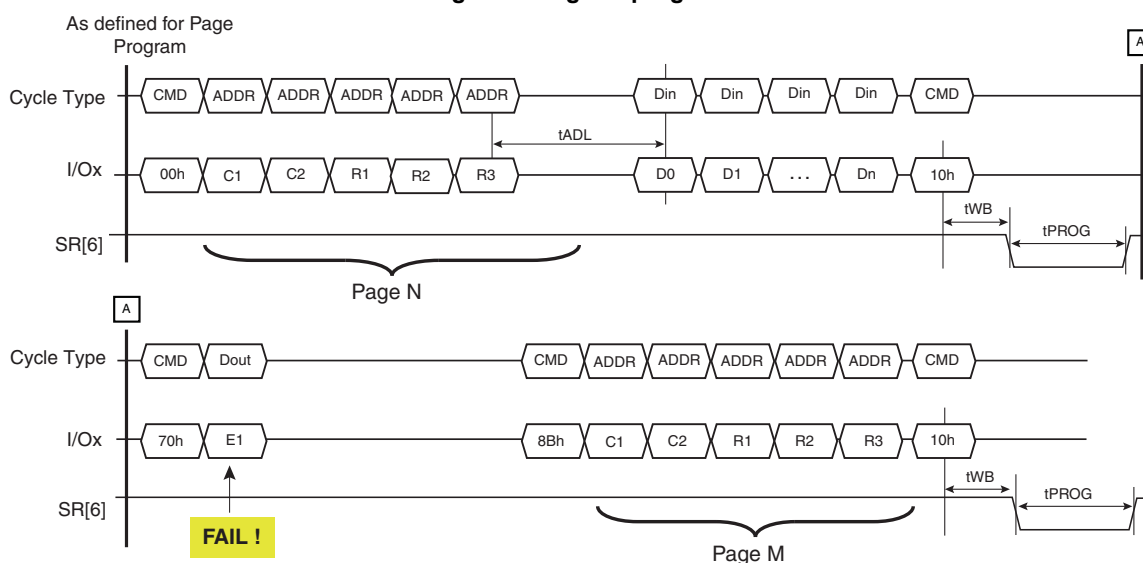 As defined for Page
Program
A
Cycle Type CMD ADDR ADDR ADDR ADDR ADDR Din Din Din Din CMD
tADL
I/Ox 00h C1 C2 R1 R2 R3 D0 D1 ... Dn 10h
tWB
tPROG
SR[6]
Page N
A
Cycle Type CMD Dout CMD ADDR ADDR ADDR ADDR ADDR CMD
I/Ox 70h E1 8Bh C1 C2 R1 R2 R3 10h
tWB
tPROG
SR[6]
FAIL !
Page M